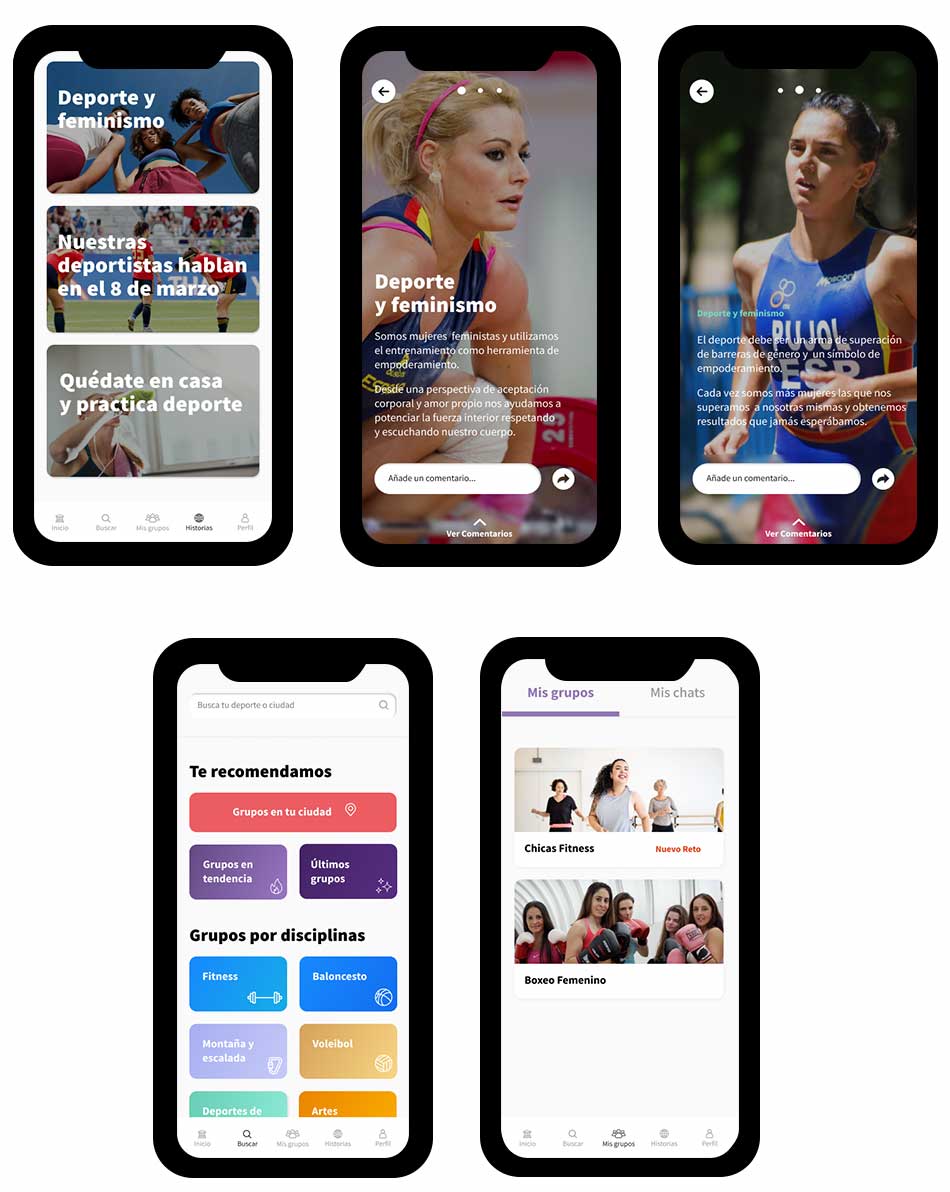 Deporte y
feminismo
Nuestras
deportistas hablan
en el 8 de marzo
Quédate en casa
y practica deporte
Inicio
Buscar
Mis grupos
Historias
Perfil
Deporte
y feminismo
Somos mujeres feministas y utilizamos
el entrenamiento como herramienta de
empoderamiento.
Desde una perspectiva de aceptación
corporal y amor propio nos ayudamos a
potenciar la fuerza interior respetando
y escuchando nuestro cuerpo.
Añade un comentario...
Ver Comentarios
Mosconi
PUJOL
ESP
Deporte y feminismo
El deporte debe ser un arma de superación
de barreras de género y un símbolo de
empoderamiento.
Cada vez somos más mujeres las que nos
superamos a nosotras mismas y obtenemos
resultados que jamás esperábamos.
Añade un comentario...
Ver Comentarios
Busca tu deporte o ciudad
Te recomendamos
Grupos en tu ciudad
Grupos en
tendencia
Últimos
grupos
Grupos por disciplinas
Fitness
Baloncesto
Montaña y
escalada
Voleibol
Deportes de
Artes
Inicio
Buscar
Mis grupos
Historias
Perfil
Mis grupos
Mis chats
Chicas Fitness
Nuevo Reto
Boxeo Femenino
Inicio
Buscar
Mis grupos
Historias
Perfil